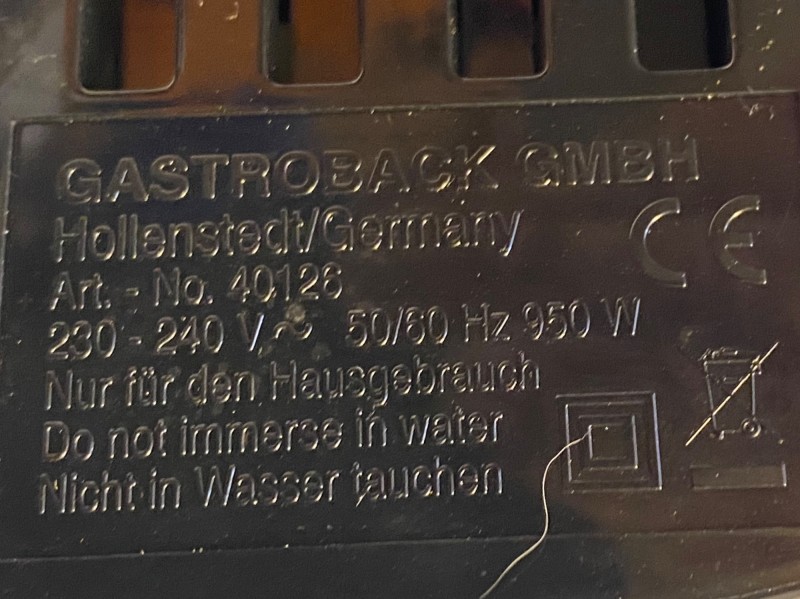 GASTROBACK GMBH
Hollenstedt/Germany
CE
Art. - No. 40126
230 - 240 V ~ 50/60 Hz 950 W
Nur für den Hausgebrauch
Do not immerse in water
Nicht in Wasser tauchen